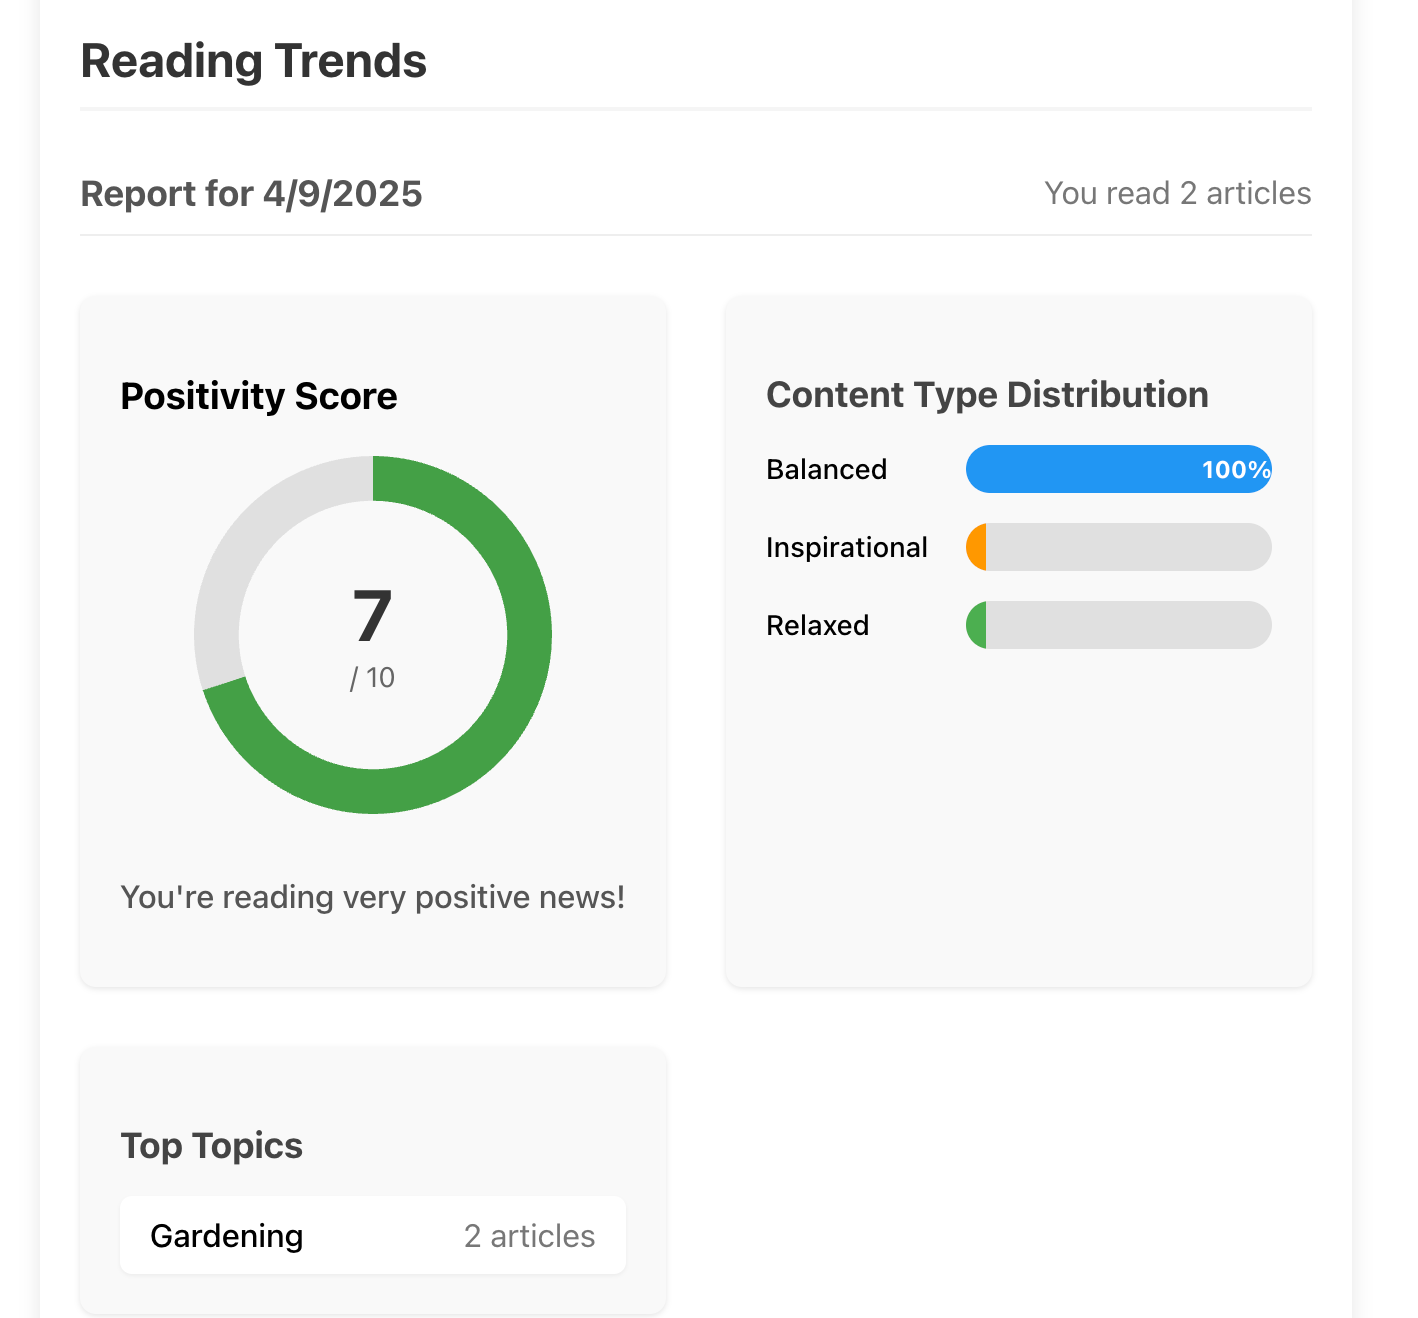 Reading Trends
Report for 4/9/2025
You read 2 articles
Positivity Score
7
/ 10
You're reading very positive news!
Content Type Distribution
Balanced 100%
Inspirational
Relaxed
Top Topics
Gardening 2 articles